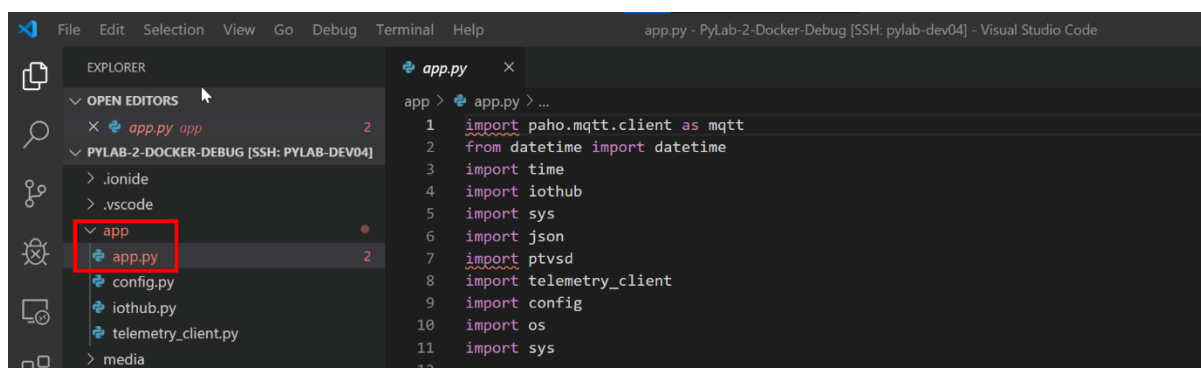 File Edit Selection View Go Debug Terminal Help app.py - PyLab-2-Docker-Debug [SSH: pylab-dev04] - Visual Studio Code
EXPLORER
OPEN EDITORS
app.py app 2
PYLAB-2-DOCKER-DEBUG [SSH: PYLAB-DEV04]
.ionide
.vscode
app
app.py 2
config.py
iothub.py
telemetry_client.py
media
app.py
app > app.py > ...
1 import paho.mqtt.client as mqtt
2 from datetime import datetime
3 import time
4 import iothub
5 import sys
6 import json
7 import ptvsd
8 import telemetry_client
9 import config
10 import os
11 import sys
12